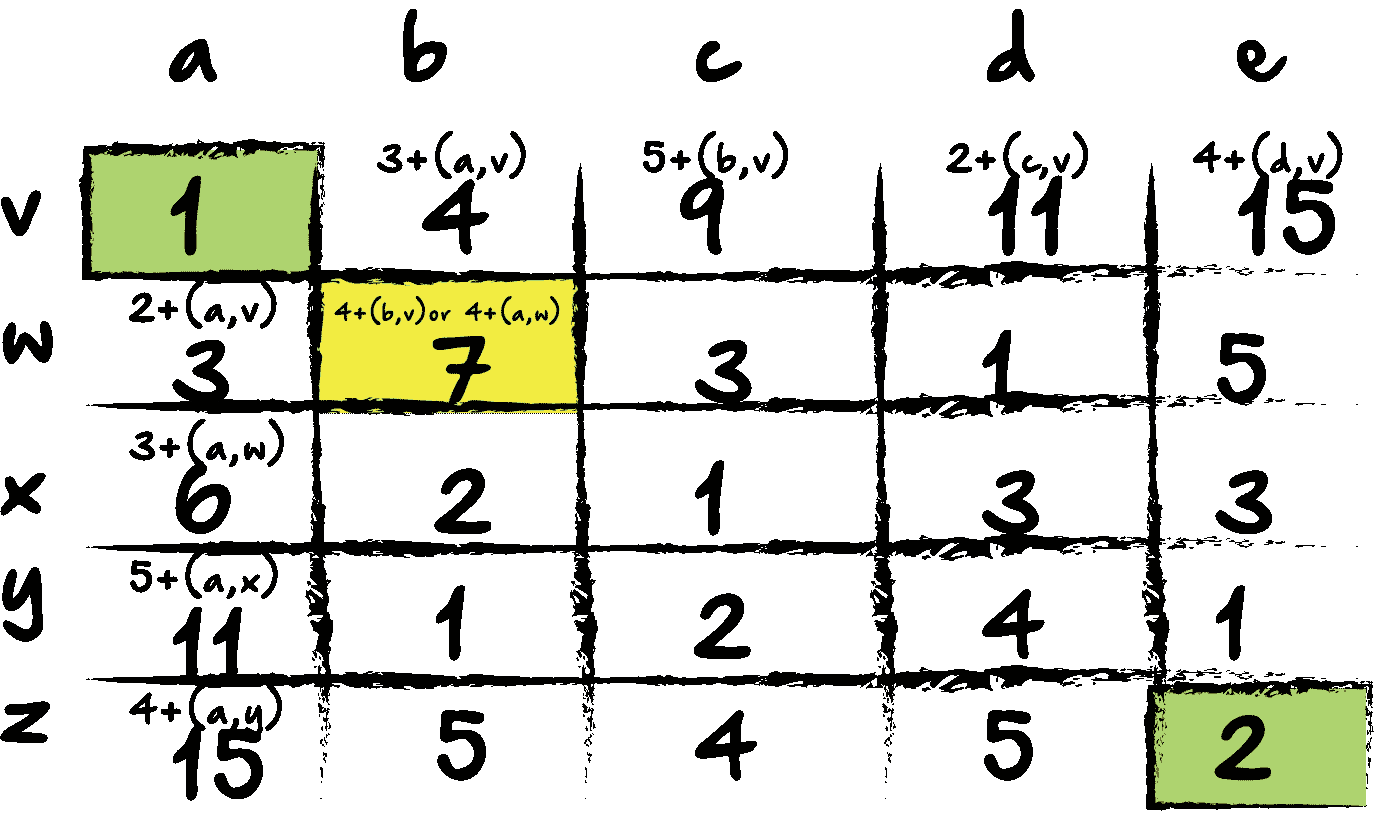 a b c d e
3+(a,v) 5+(b,v) 2+(c,v) 4+(d,v)
v 1 4 9 11 15
2+(a,v) 4+(b,v) or 4+(a,w)
w 3 7 3 1 5
3+(a,w)
x 6 2 1 3 3
5+(a,x)
y 11 1 2 4 1
4+(a,y)
z 15 5 4 5 2